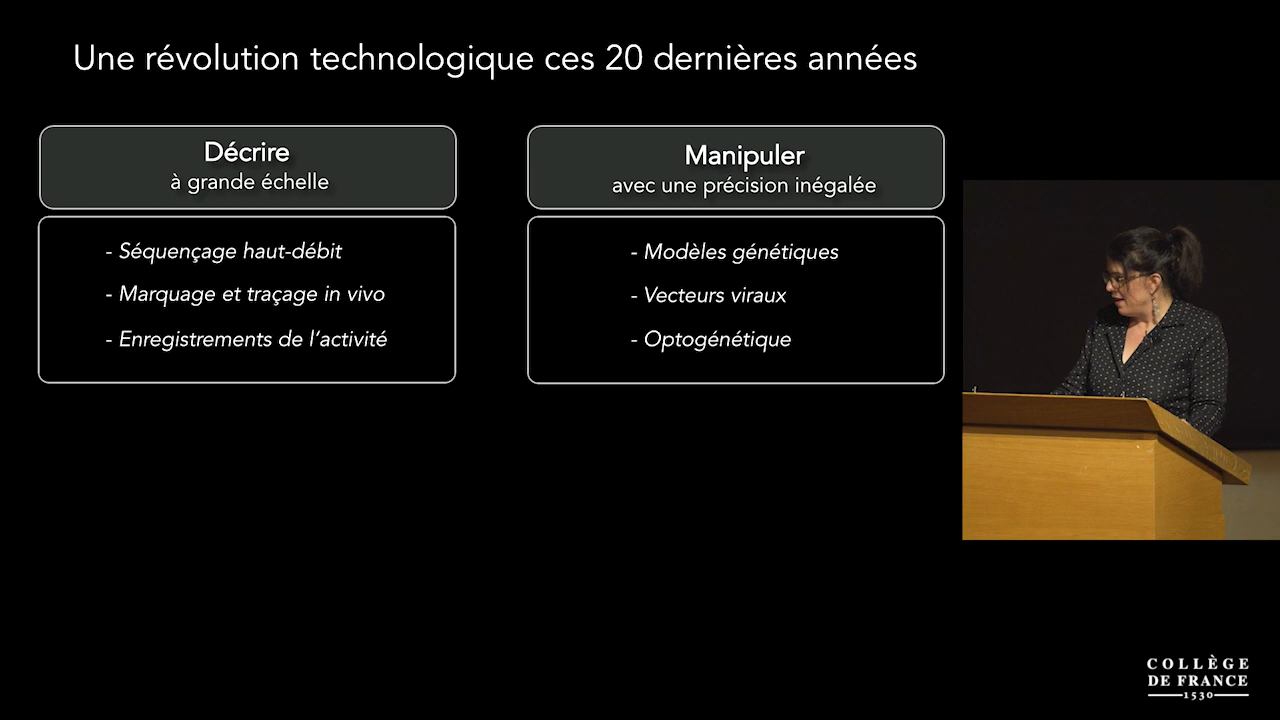 Une révolution technologique ces 20 dernières années
Décrire
à grande échelle
- Séquençage haut-débit
- Marquage et traçage in vivo
- Enregistrements de l’activité
Manipuler
avec une précision inégalée
- Modèles génétiques
- Vecteurs viraux
- Optogénétique
COLLÈGE
DE FRANCE
1530